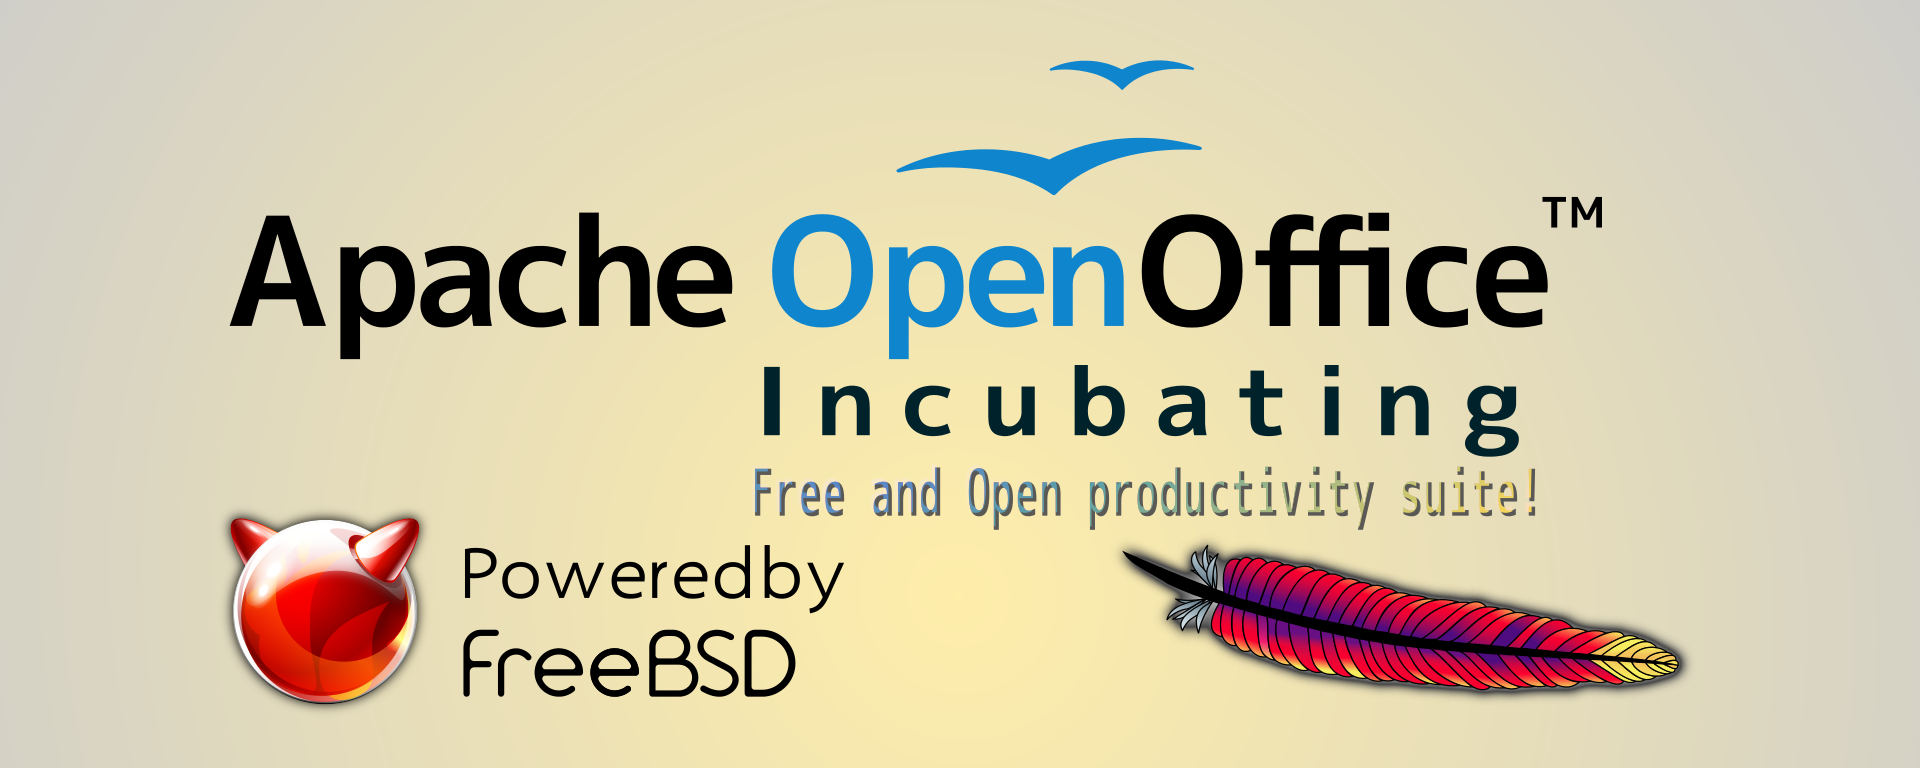 Apache OpenOffice™
Incubating
Free and Open productivity suite!
Poweredby
FreeBSD